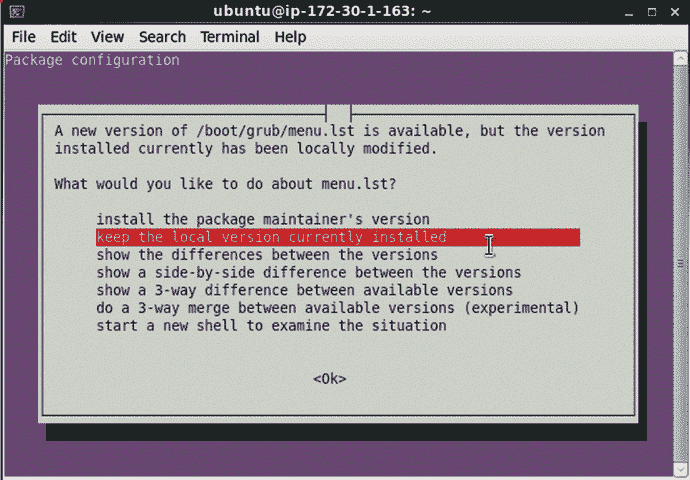 ubuntu@ip-172-30-1-163: ~
File Edit View Search Terminal Help
Package configuration
A new version of /boot/grub/menu.lst is available, but the version
installed currently has been locally modified.
What would you like to do about menu.lst?
install the package maintainer's version
keep the local version currently installed
show the differences between the versions
show a side-by-side difference between the versions
show a 3-way difference between available versions
do a 3-way merge between available versions (experimental)
start a new shell to examine the situation
<Ok>